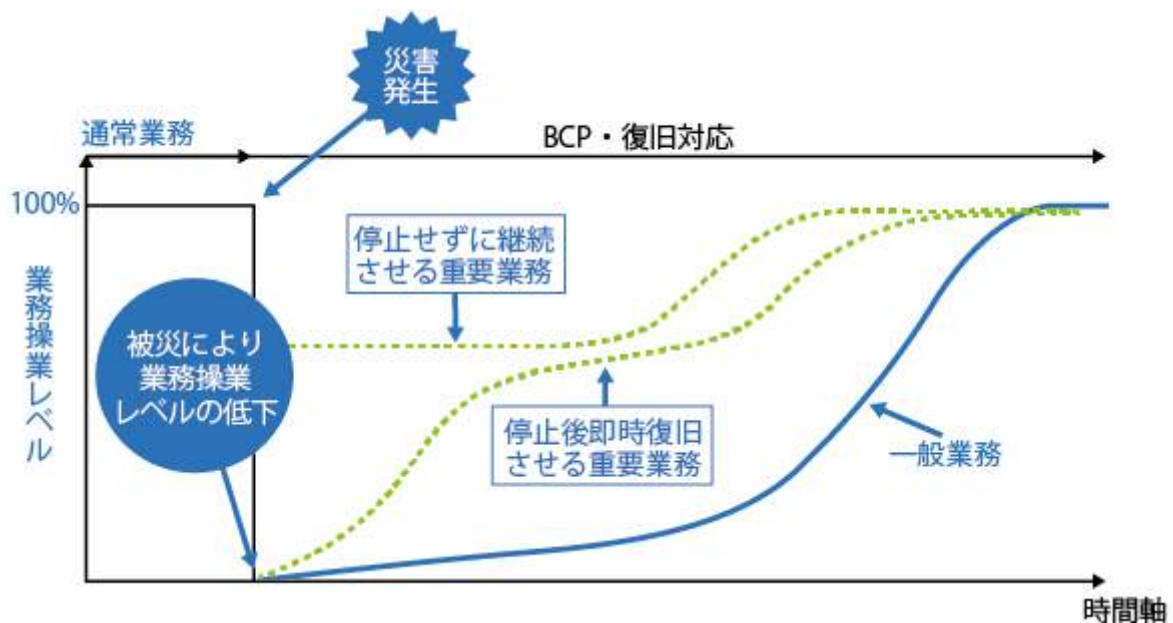 災害
発生
通常業務
BCP・復旧対応
100%
停止せずに継続
させる重要業務
業務操業レベル
被災により
業務操業
レベルの低下
停止後即時復旧
させる重要業務
一般業務
時間軸